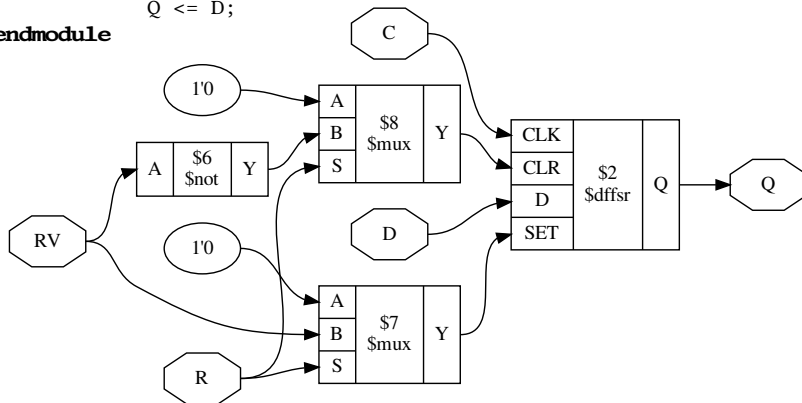 Q <= D;
endmodule
C
1'0
A
B
S
$8
$mux
Y
CLK
CLR
D
SET
$2
$dffsr
Q
Q
A
$6
$not
Y
RV
1'0
D
A
B
S
$7
$mux
Y
R